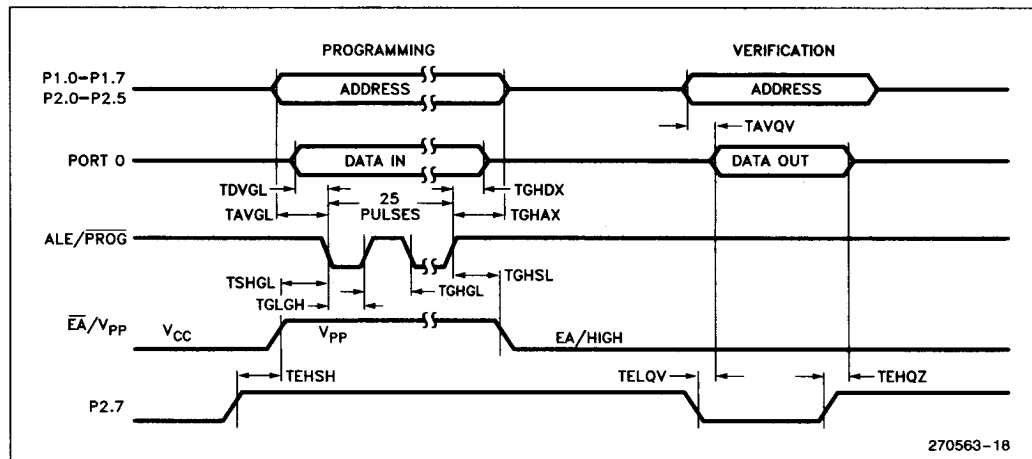 PROGRAMMING VERIFICATION
P1.0–P1.7
P2.0–P2.5
ADDRESS ADDRESS
TAVQV
PORT 0 DATA IN DATA OUT
TDVGL 25 TGHDX
TAVGL PULSES TGHAX
ALE/PROG
TSHGL TGHSL
TGHGL
TGLGH
EA/VPP VCC VPP EA/HIGH
TEHSH TELQV TEHQZ
P2.7
270563–18